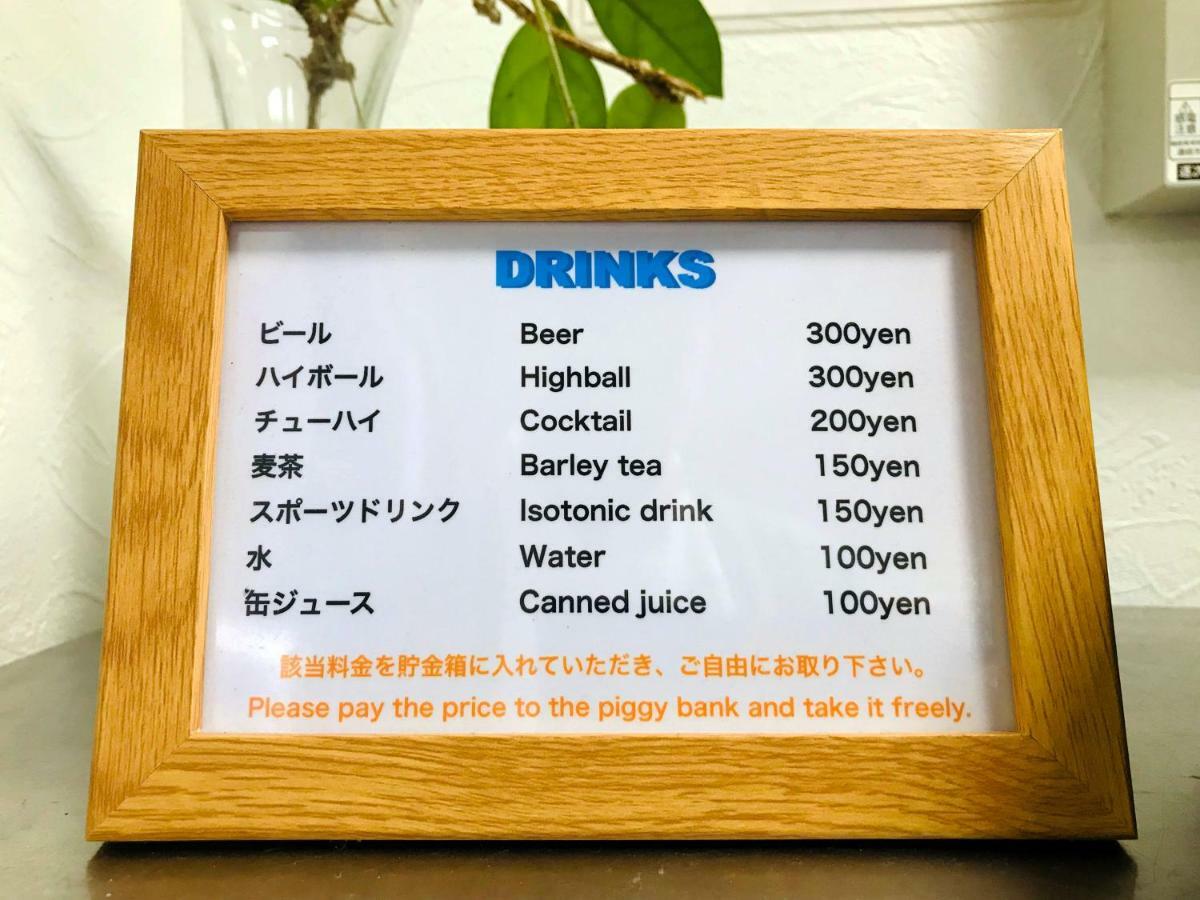 DRINKS
ビール Beer 300yen
ハイボール Highball 300yen
チューハイ Cocktail 200yen
麦茶 Barley tea 150yen
スポーツドリンク Isotonic drink 150yen
水 Water 100yen
缶ジュース Canned juice 100yen
該当料金を貯金箱に入れていただき、ご自由にお取り下さい。
Please pay the price to the piggy bank and take it freely.
感電
注意